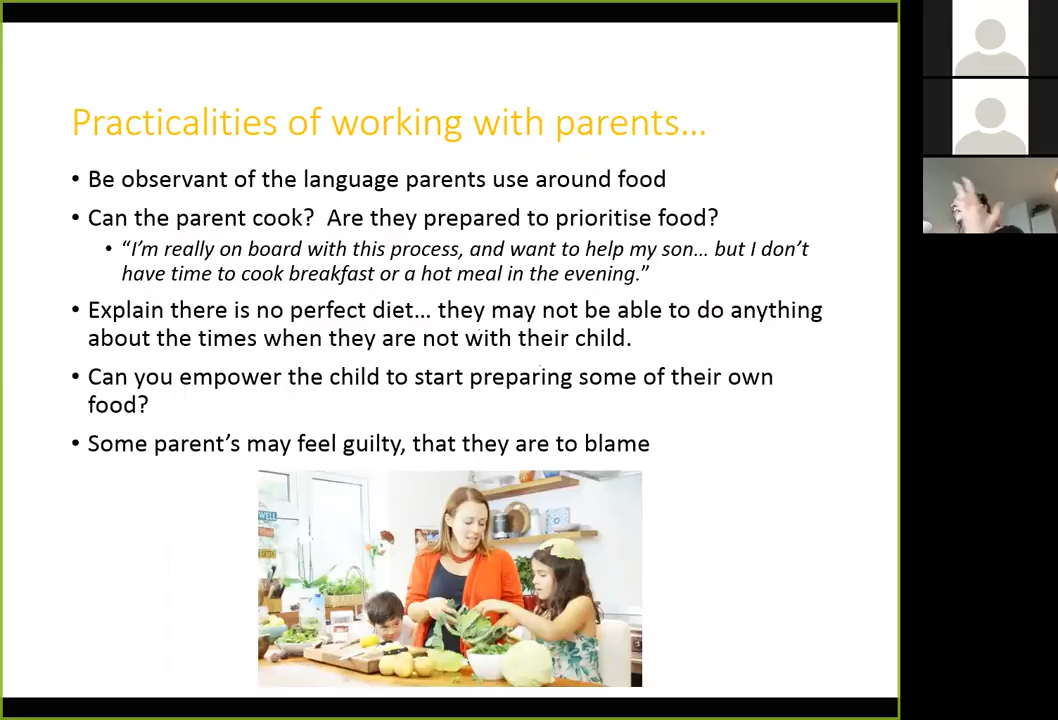 Practicalities of working with parents...
• Be observant of the language parents use around food
• Can the parent cook?  Are they prepared to prioritise food?
• “I’m really on board with this process, and want to help my son... but I don’t
have time to cook breakfast or a hot meal in the evening.”
• Explain there is no perfect diet... they may not be able to do anything
about the times when they are not with their child.
• Can you empower the child to start preparing some of their own
food?
• Some parent’s may feel guilty, that they are to blame
WELL